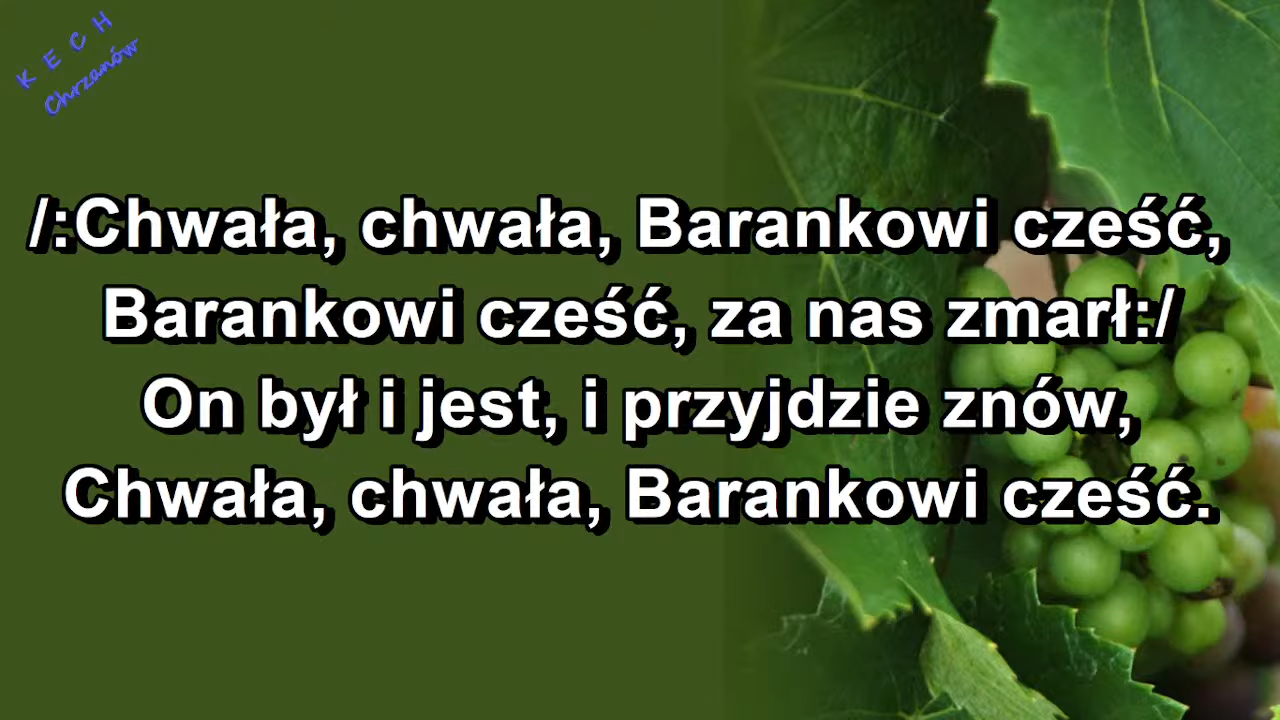 K E C H
Chrzanów
/:Chwała, chwała, Barankowi cześć,
Barankowi cześć, za nas zmarł:/
On był i jest, i przyjdzie znów,
Chwała, chwała, Barankowi cześć.